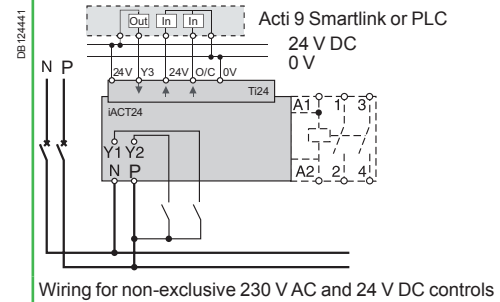 DB124441
Out In In Acti 9 Smartlink or PLC
24 V DC
0 V
N P
24V Y3 24V O/C 0V
Ti24
iACT24
A1 1 3
Y1 Y2
N P
A2 2 4
Wiring for non-exclusive 230 V AC and 24 V DC controls